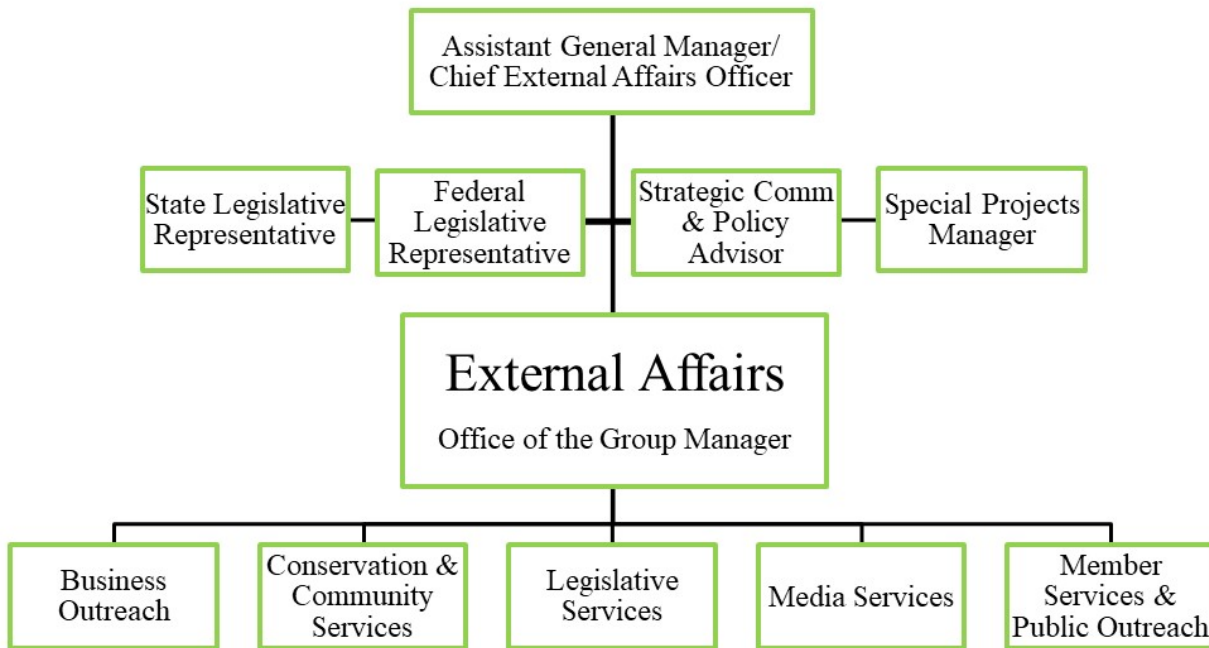 Assistant General Manager/
Chief External Affairs Officer
State Legislative
Representative
Federal
Legislative
Representative
Strategic Comm
& Policy
Advisor
Special Projects
Manager
External Affairs
Office of the Group Manager
Business
Outreach
Conservation &
Community
Services
Legislative
Services
Media Services
Member
Services &
Public Outreach